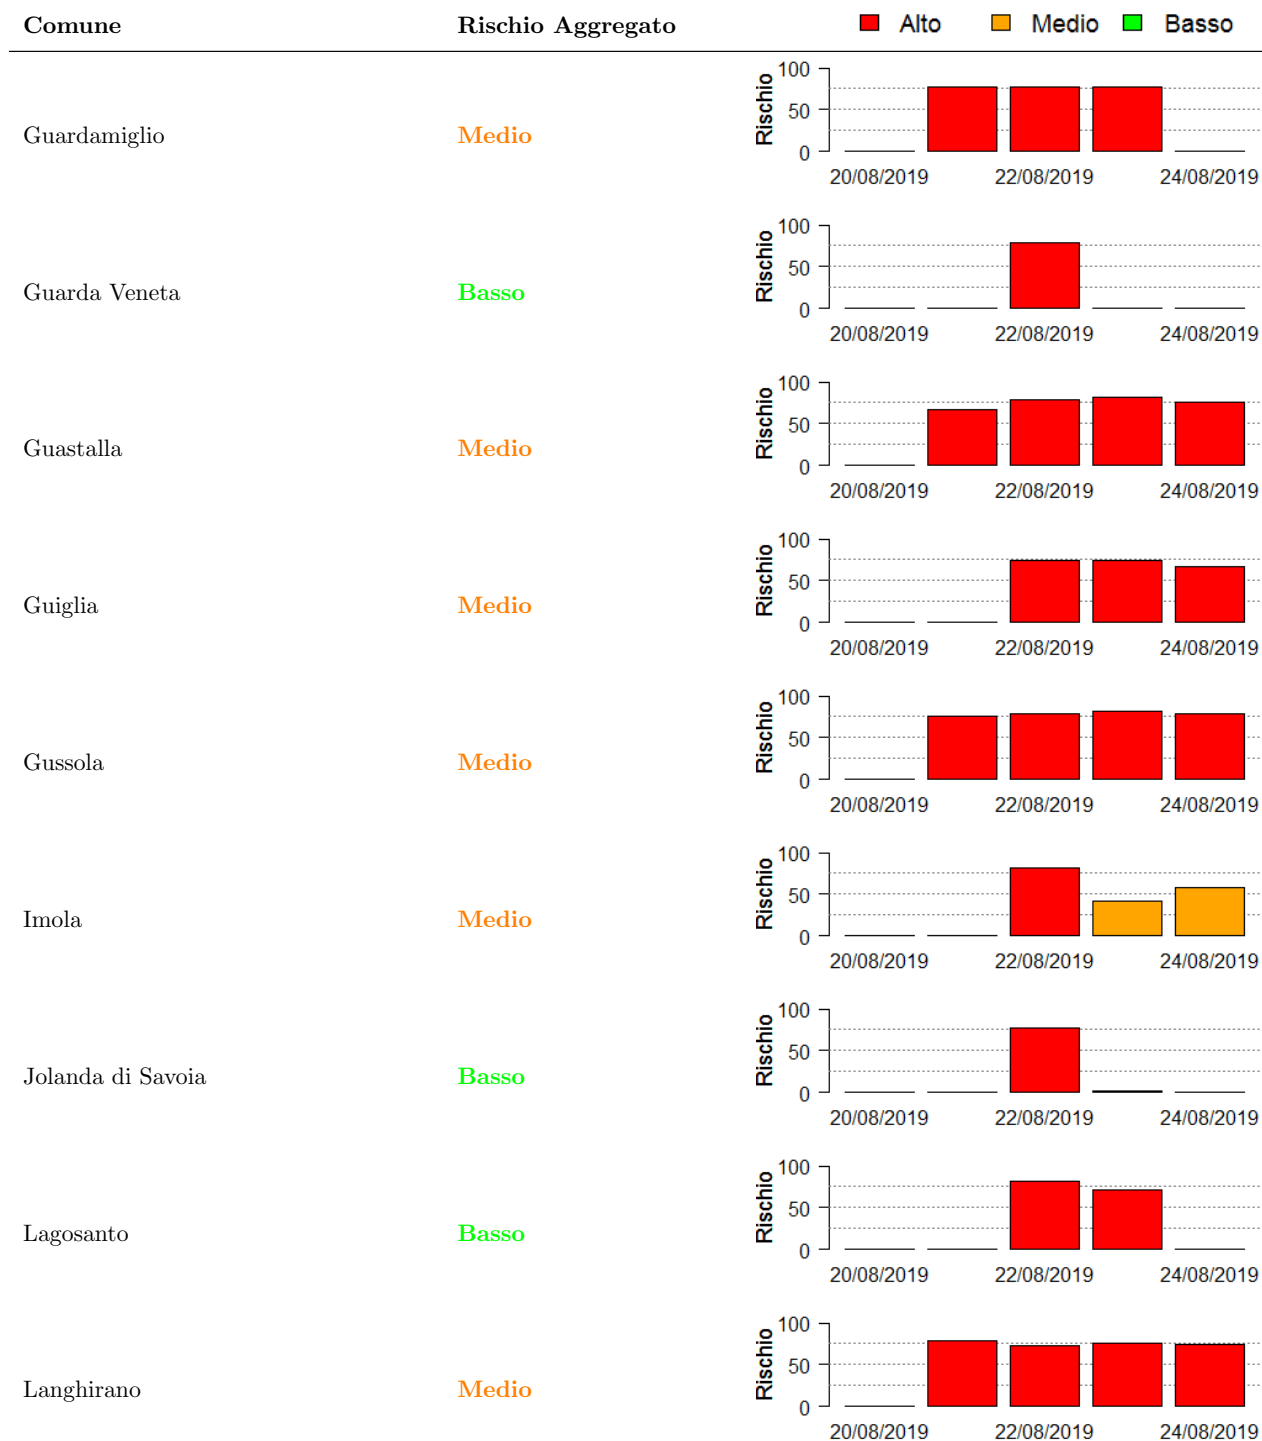 Comune Rischio Aggregato Alto Medio Basso
Guardamiglio Medio
Rischio
100
50
0
20/08/2019 22/08/2019 24/08/2019
Guarda Veneta Basso
Rischio
100
50
0
20/08/2019 22/08/2019 24/08/2019
Guastalla Medio
Rischio
100
50
0
20/08/2019 22/08/2019 24/08/2019
Guiglia Medio
Rischio
100
50
0
20/08/2019 22/08/2019 24/08/2019
Gussola Medio
Rischio
100
50
0
20/08/2019 22/08/2019 24/08/2019
Imola Medio
Rischio
100
50
0
20/08/2019 22/08/2019 24/08/2019
Jolanda di Savoia Basso
Rischio
100
50
0
20/08/2019 22/08/2019 24/08/2019
Lagosanto Basso
Rischio
100
50
0
20/08/2019 22/08/2019 24/08/2019
Langhirano Medio
Rischio
100
50
0
20/08/2019 22/08/2019 24/08/2019